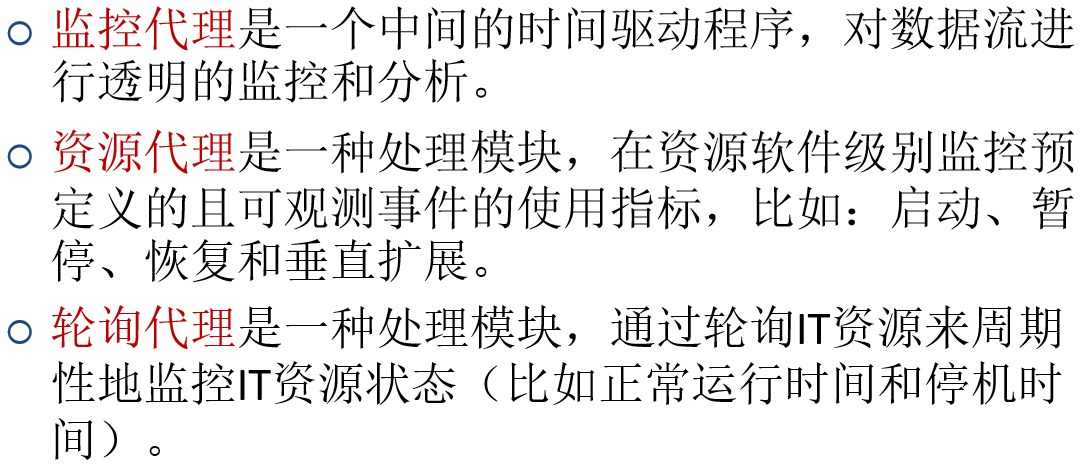 监控代理是一个中间的时间驱动程序，对数据流进
行透明的监控和分析。
资源代理是一种处理模块，在资源软件级别监控预
定义的且可观测事件的使用指标，比如：启动、暂
停、恢复和垂直扩展。
轮询代理是一种处理模块，通过轮询IT资源来周期
性地监控IT资源状态（比如正常运行时间和停机时
间）。